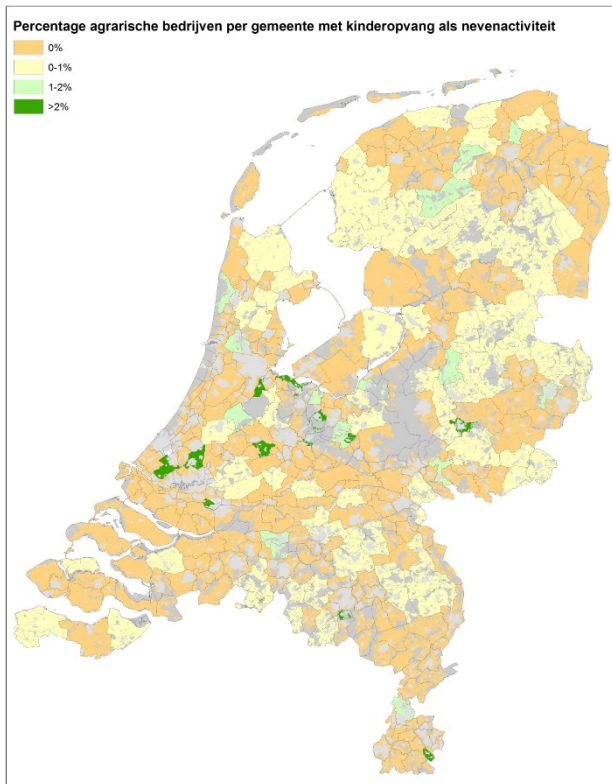 Percentage agrarische bedrijven per gemeente met kinderopvang als nevenactiviteit
0%
0-1%
1-2%
>2%